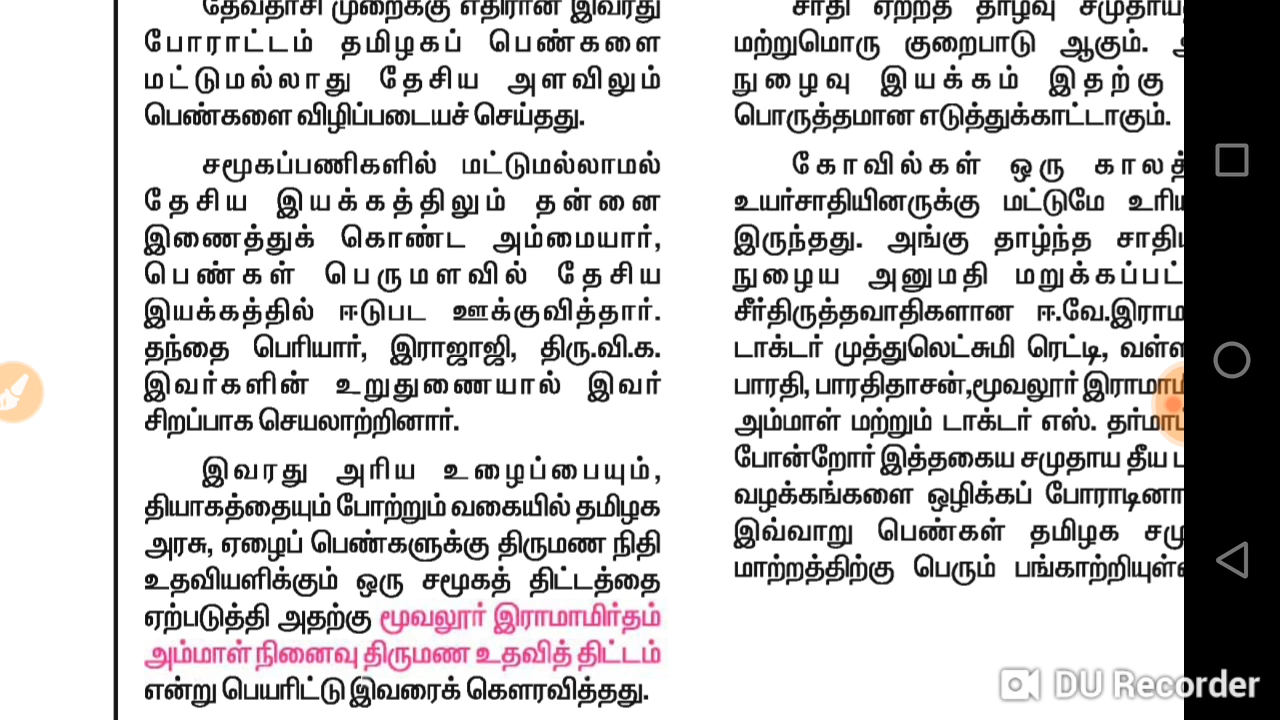 தேவதாசி முறைக்கு எதிரான இவரது
போராட்டம் தமிழகப் பெண்களை
மட்டுமல்லாது தேசிய அளவிலும்
பெண்களை விழிப்படையச் செய்தது.
சமூகப்பணிகளில் மட்டுமல்லாமல்
தேசிய இயக்கத்திலும் தன்னை
இணைத்துக் கொண்ட அம்மையார்,
பெண்கள் பெருமளவில் தேசிய
இயக்கத்தில் ஈடுபட ஊக்குவித்தார்.
தந்தை பெரியார், இராஜாஜி, திரு.வி.க.
இவர்களின் உறுதுணையால் இவர்
சிறப்பாக செயலாற்றினார்.
இவரது அரிய உழைப்பையும்,
தியாகத்தையும் போற்றும் வகையில் தமிழக
அரசு, ஏழைப் பெண்களுக்கு திருமண நிதி
உதவியளிக்கும் ஒரு சமூகத் திட்டத்தை
ஏற்படுத்தி அதற்கு மூவலூர் இராமாமிர்தம்
அம்மாள் நினைவு திருமண உதவித் திட்டம்
என்று பெயரிட்டு இவரைக் கௌரவித்தது.
சாதி ஏற்றத் தாழ்வு
மற்றுமொரு குறைபாடு ஆகும்.
நுழைவு இயக்கம் இதற்கு
பொருத்தமான எடுத்துக்காட்டாகும்.
கோவில்கள் ஒரு
உயர்சாதியினருக்கு மட்டுமே
இருந்தது. அங்கு தாழ்ந்த
நுழைய அனுமதி
சீர்திருத்தவாதிகளான
டாக்டர் முத்துலெட்சுமி ரெட்டி,
பாரதி, பாரதிதாசன்,மூவலூர்
அம்மாள் மற்றும் டாக்டர் எஸ்.
போன்றோர் இத்தகைய சமுதாய தீய
வழக்கங்களை ஒழிக்கப்
இவ்வாறு பெண்கள் தமிழக
மாற்றத்திற்கு பெரும்
DU Recorder